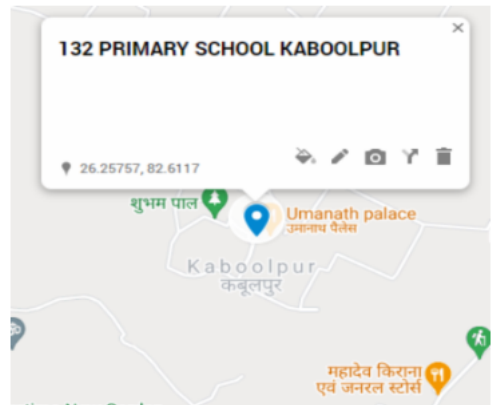 132 PRIMARY SCHOOL KABOOLPUR
26.25757, 82.6117
शुभम पाल
Umanath palace
उमानाथ पैलेस
Kaboolpur
कबूलपुर
महादेव किराना
एवं जनरल स्टोर्स